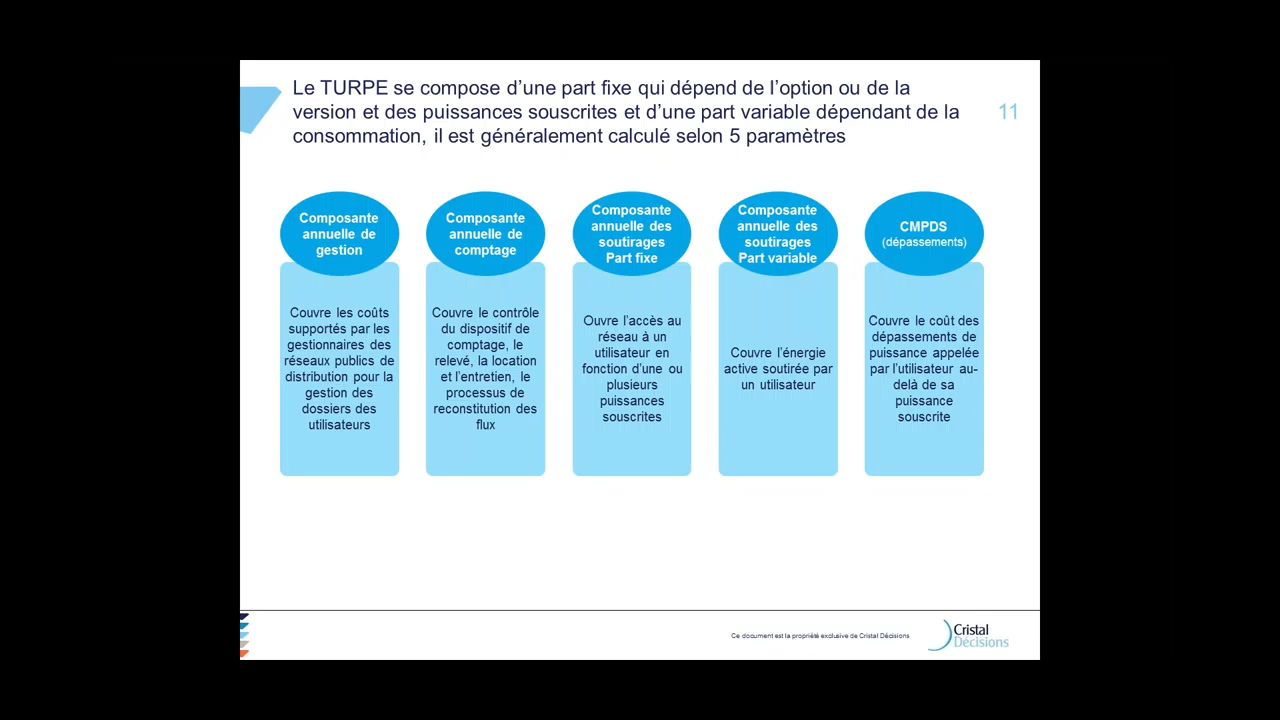 Le TURPE se compose d’une part fixe qui dépend de l’option ou de la
version et des puissances souscrites et d’une part variable dépendant de la
consommation, il est généralement calculé selon 5 paramètres
11
Composante
annuelle de
gestion
Couvre les coûts
supportés par les
gestionnaires des
réseaux publics de
distribution pour la
gestion des
dossiers des
utilisateurs
Composante
annuelle de
comptage
Couvre le contrôle
du dispositif de
comptage, le
relevé, la location
et l’entretien, le
processus de
reconstitution des
flux
Composante
annuelle des
soutirages
Part fixe
Ouvre l’accès au
réseau à un
utilisateur en
fonction d’une ou
plusieurs
puissances
souscrites
Composante
annuelle des
soutirages
Part variable
Couvre l’énergie
active soutirée par
un utilisateur
CMPDS
(dépassements)
Couvre le coût des
dépassements de
puissance appelée
par l’utilisateur au-
delà de sa
puissance
souscrite
Ce document est la propriété exclusive de Cristal Décisions
Cristal
Décisions